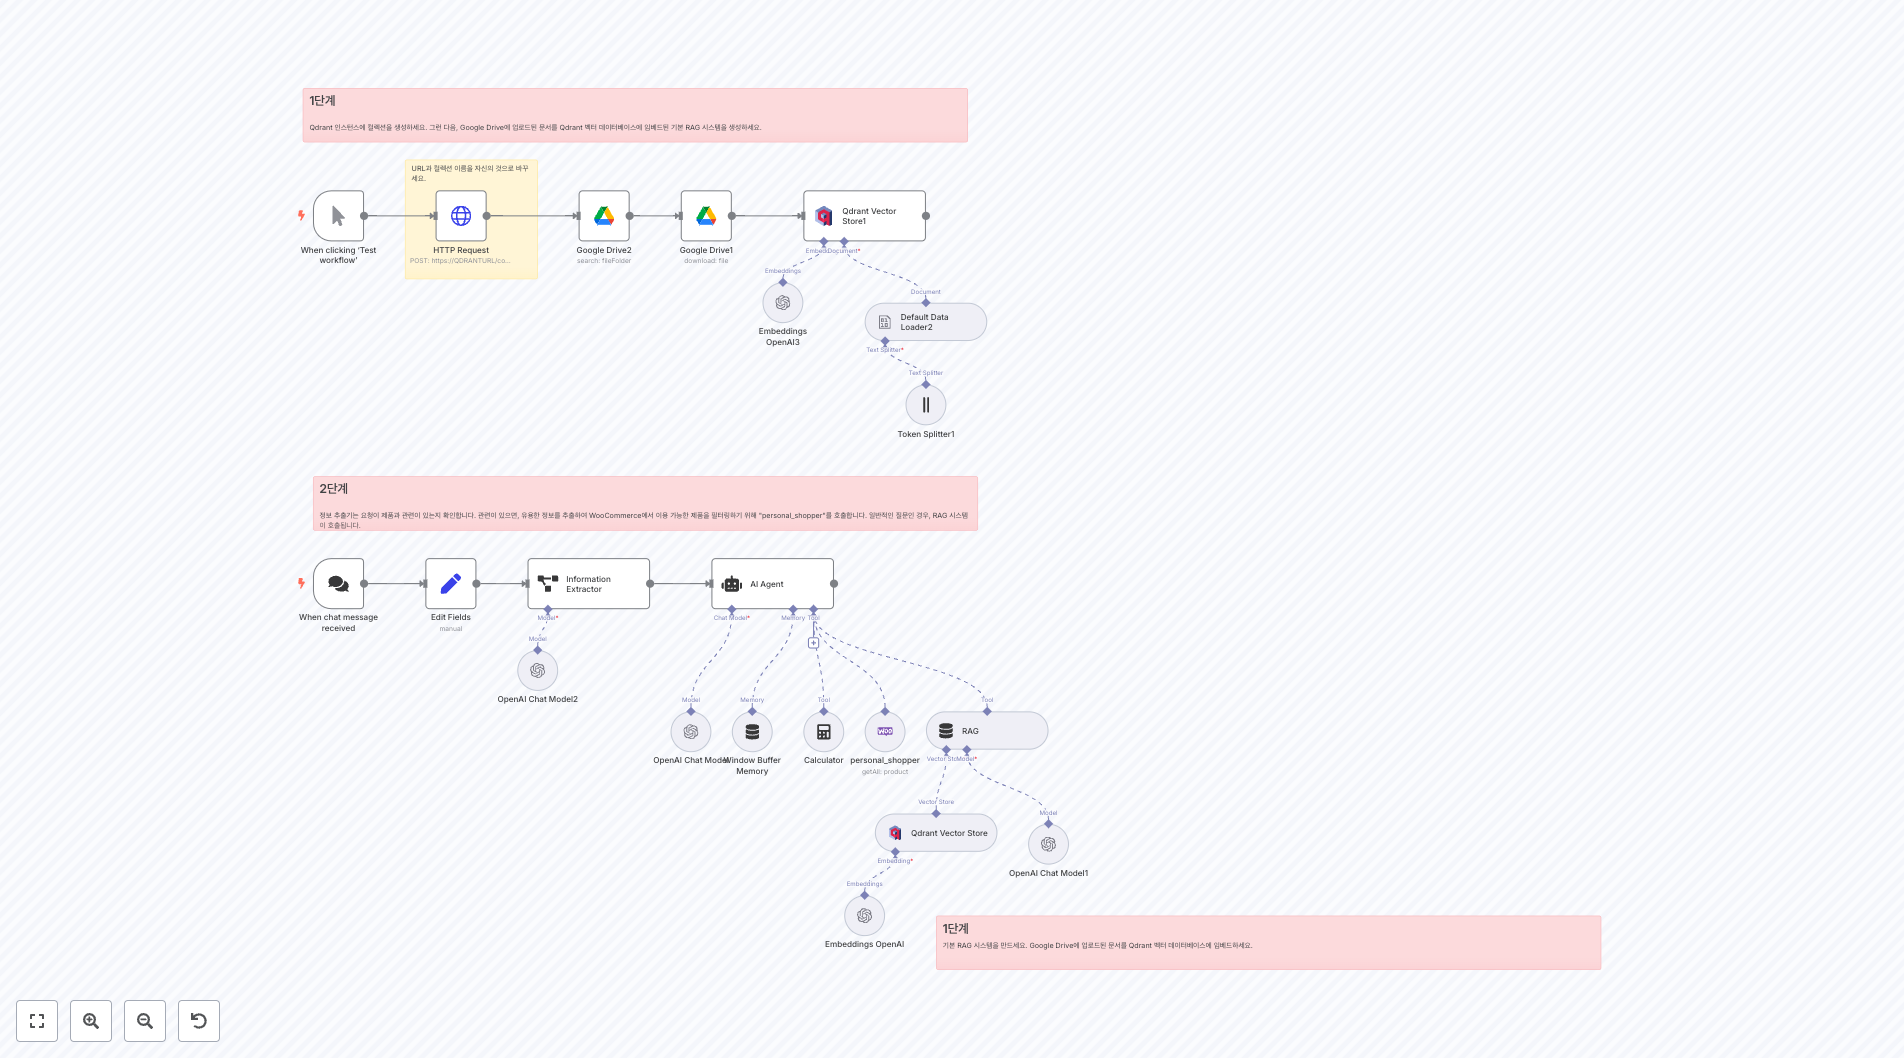 1단계
Qdrant 인스턴스에 컬렉션을 생성하세요. 그런 다음, Google Drive에 업로드된 문서를 Qdrant 벡터 데이터베이스에 임베드된 기본 RAG 시스템을 생성하세요.
URL과 컬렉션 이름을 자신의 것으로 바꾸
세요.
When clicking 'Test
workflow'
HTTP Request
POST: https://QDRANTURL/co...
Google Drive2
search: fileFolder
Google Drive1
download: file
Qdrant Vector
Store1
Embed
Document*
Embeddings
Embeddings
OpenAI3
Document
Default Data
Loader2
Text Splitter*
Text Splitter
Token Splitter1
2단계
정보 추출기는 요청이 제품과 관련이 있는지 확인합니다. 관련이 있으면, 유용한 정보를 추출하여 WooCommerce에서 이용 가능한 제품을 필터링하기 위해 "personal_shopper"를 호출합니다. 일반적인 질문인 경우, RAG 시스템
이 호출됩니다.
When chat message
received
Edit Fields
manual
Information
Extractor
Model*
Model
OpenAI Chat Model2
AI Agent
Chat Model*
Memory
Tool
Model
OpenAI Chat Model
Memory
Window Buffer
Memory
Tool
Calculator
WOO
personal_shopper
getAll: product
Tool
RAG
Vector Sto
Model*
Vector Store
Qdrant Vector Store
Embedding*
Embeddings
Embeddings OpenAI
Model
OpenAI Chat Model1
1단계
기본 RAG 시스템을 만드세요. Google Drive에 업로드된 문서를 Qdrant 벡터 데이터베이스에 임베드하세요.